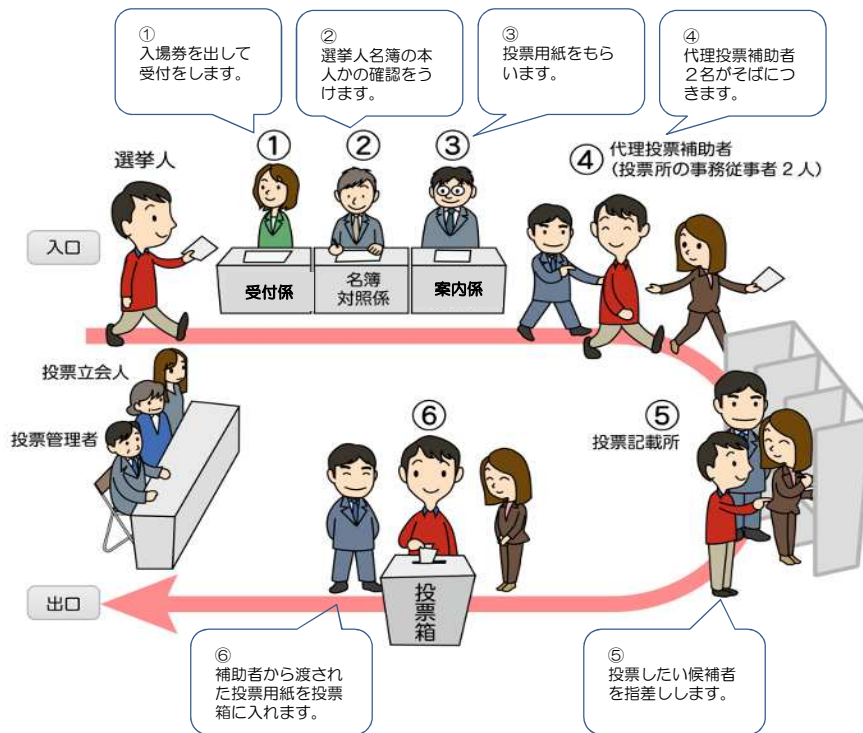 ①
入場券を出して
受付をします。
②
選挙人名簿の本
人かの確認をう
けます。
③
投票用紙をもら
います。
④
代理投票補助者
2名がそばにつ
きます。
選挙人
①
②
③
④ 代理投票補助者
（投票所の事務従事者2人）
入口
受付係
名簿
対照係
案内係
投票立会人
投票管理者
⑥
⑤
投票記載所
投票箱
出口
⑥
補助者から渡され
た投票用紙を投票
箱に入れます。
⑤
投票したい候補者
を指差しします。